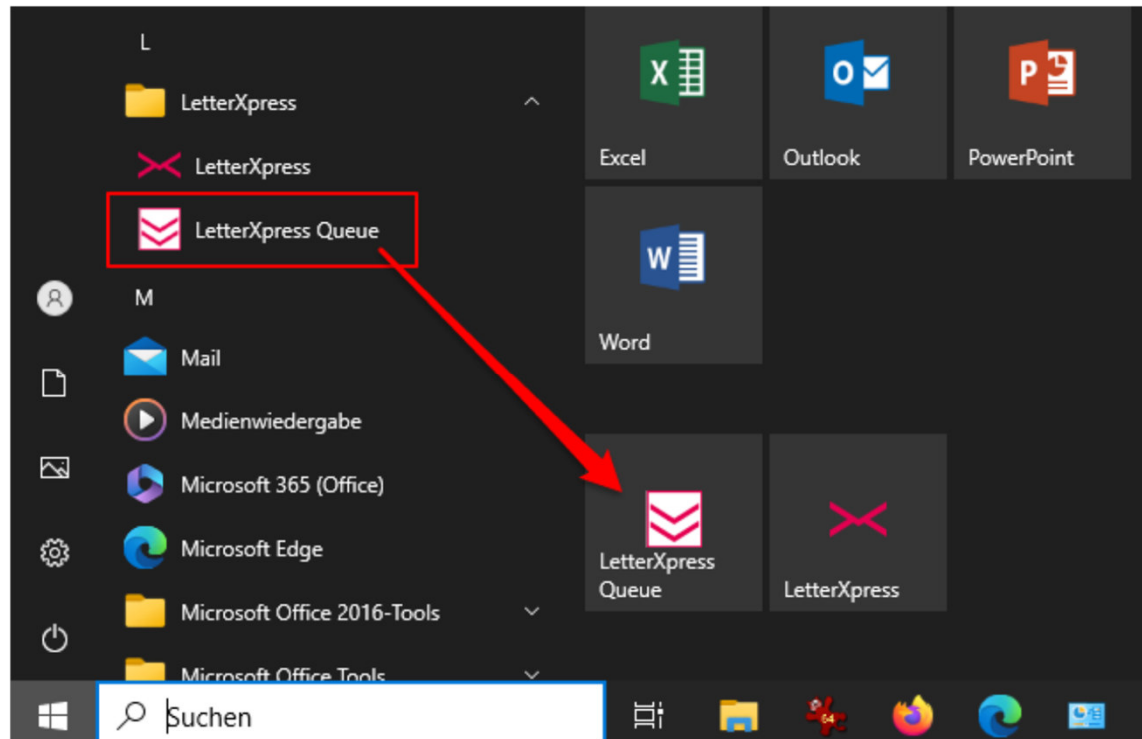 L
LetterXpress
LetterXpress
LetterXpress Queue
M
Mail
Medienwiedergabe
Microsoft 365 (Office)
Microsoft Edge
Microsoft Office 2016-Tools
Microsoft Office Tools
Excel
Outlook
PowerPoint
Word
LetterXpress
Queue
LetterXpress
Suchen
64